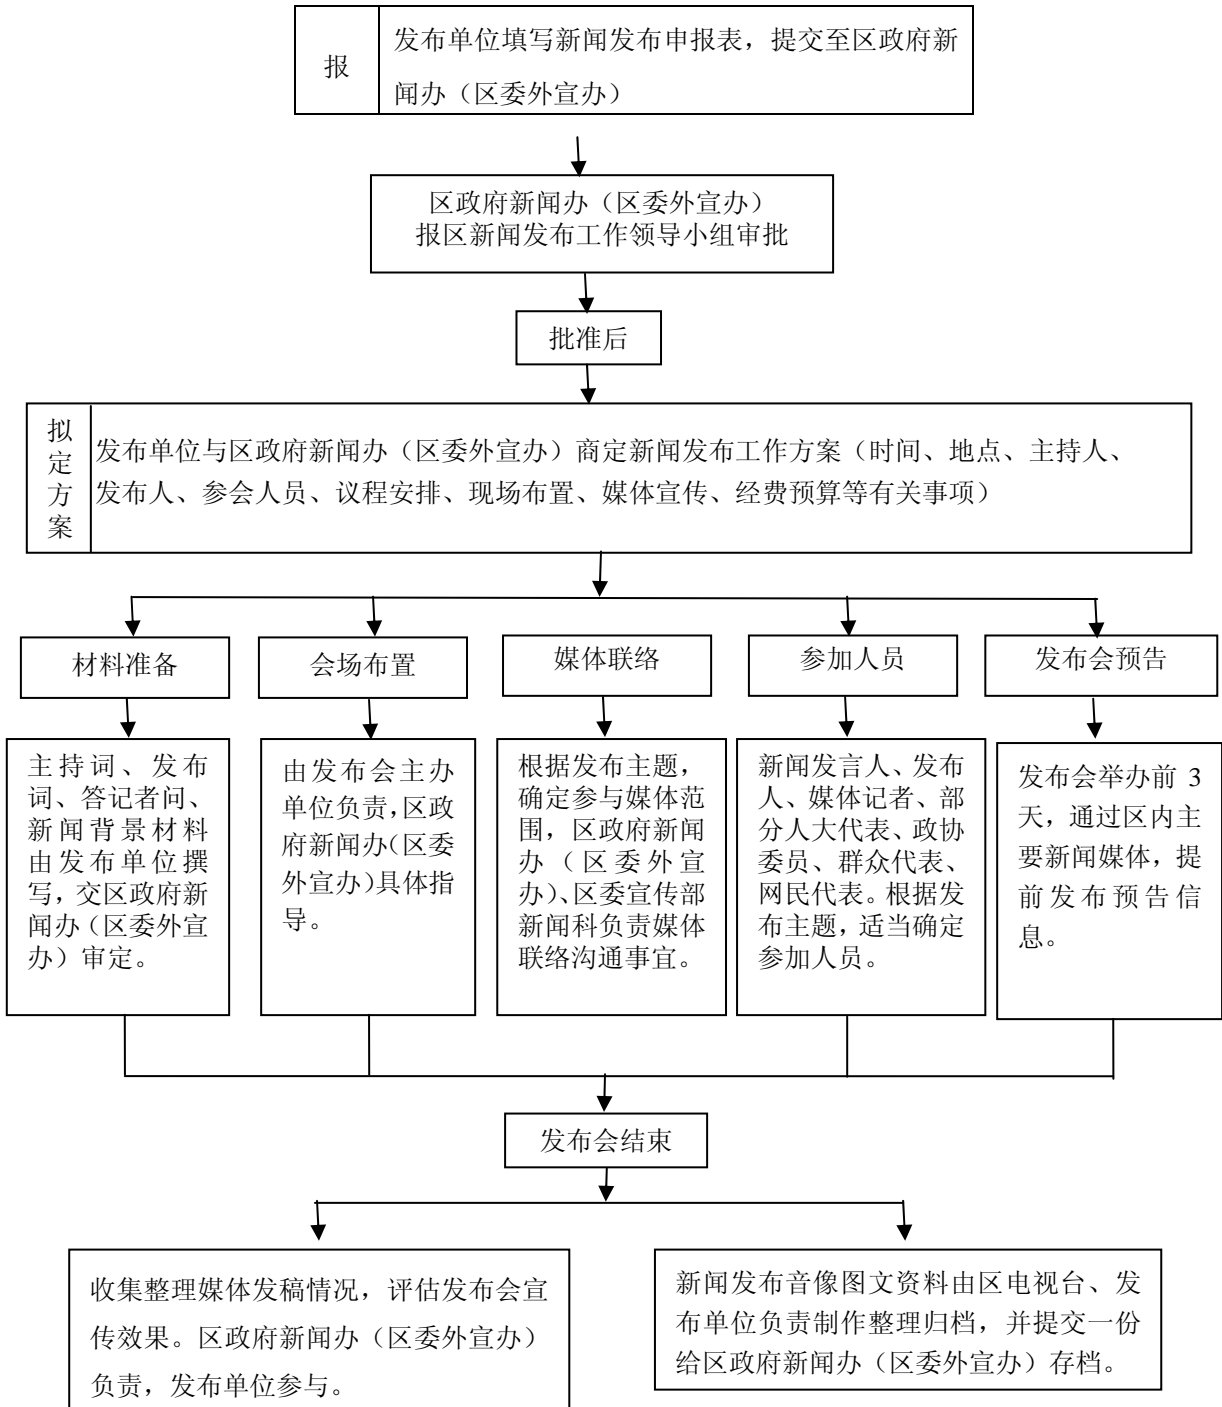 报
发布单位填写新闻发布申报表，提交至区政府新
闻办（区委外宣办）
区政府新闻办（区委外宣办）
报区新闻发布工作领导小组审批
批准后
拟
定
方
案
发布单位与区政府新闻办（区委外宣办）商定新闻发布工作方案（时间、地点、主持人、
发布人、参会人员、议程安排、现场布置、媒体宣传、经费预算等有关事项）
材料准备
会场布置
媒体联络
参加人员
发布会预告
主持词、发布
词、答记者问、
新闻背景材料
由发布单位撰
写，交区政府新
闻办（区委外宣
办）审定。
由发布会主办
单位负责，区政
府新闻办（区委
外宣办）具体指
导。
根据发布主题，
确定参与媒体范
围，区政府新闻
办（区委外宣
办）、区委宣传部
新闻科负责媒体
联络沟通事宜。
新闻发言人、发布
人、媒体记者、部
分人大代表、政协
委员、群众代表、
网民代表。根据发
布主题，适当确定
参加人员。
发布会举办前 3
天，通过区内主
要新闻媒体，提
前发布预告信
息。
发布会结束
收集整理媒体发稿情况，评估发布会宣
传效果。区政府新闻办（区委外宣办）
负责，发布单位参与。
新闻发布音像图文资料由区电视台、发
布单位负责制作整理归档，并提交一份
给区政府新闻办（区委外宣办）存档。